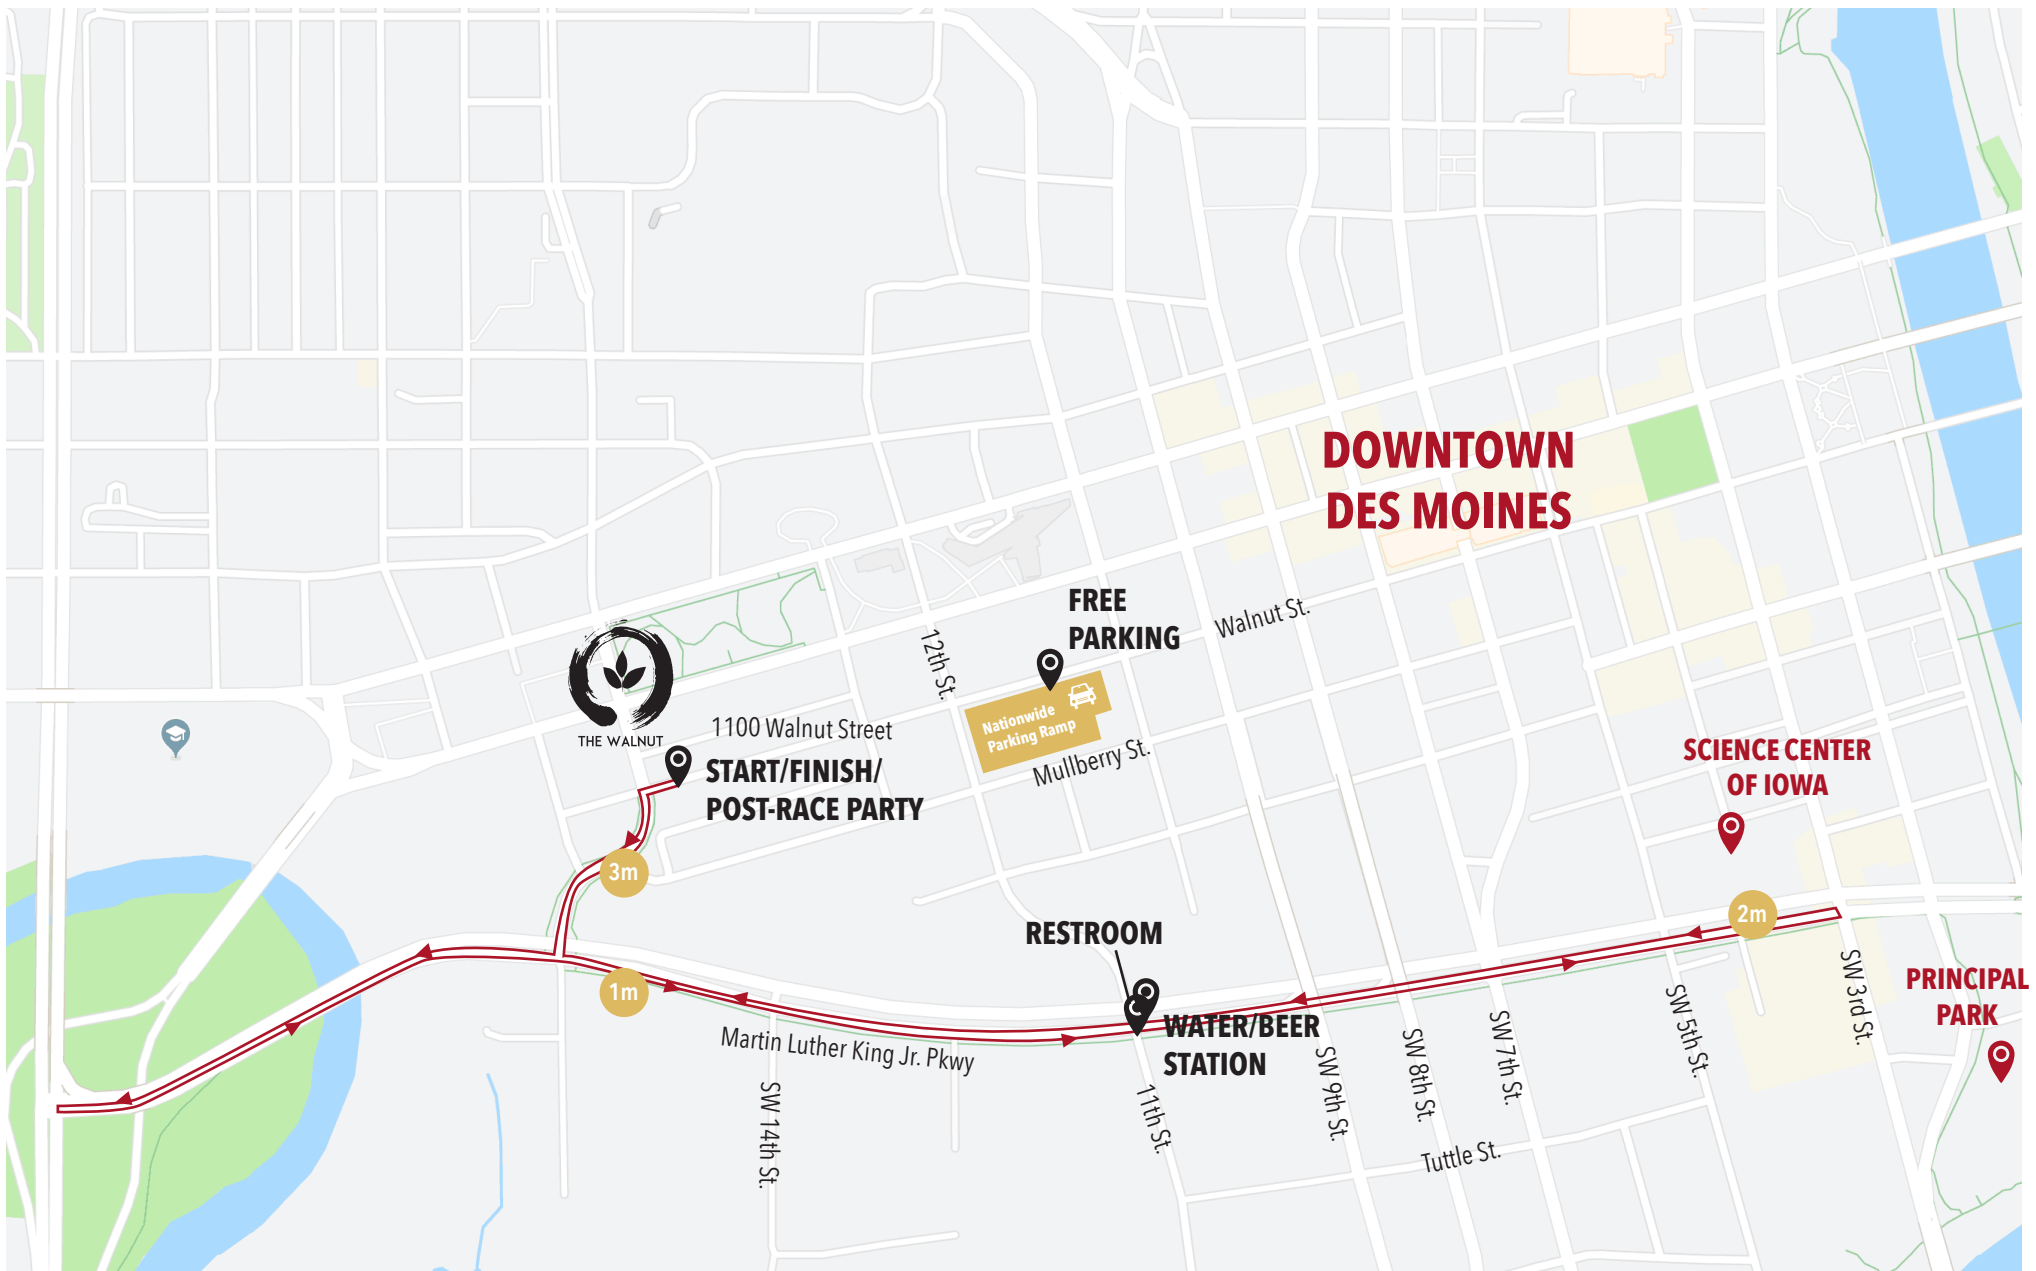 DOWNTOWN
DES MOINES
FREE
PARKING
Walnut St.
12th St.
Nationwide
Parking Ramp
Mullberry St.
THE WALNUT
1100 Walnut Street
START/FINISH/
POST-RACE PARTY
SCIENCE CENTER
OF IOWA
3m
2m
RESTROOM
1m
WATER/BEER
STATION
Martin Luther King Jr. Pkwy
SW 14th St.
11th St.
SW 9th St.
SW 8th St.
SW 7th St.
SW 5th St.
SW 3rd St.
PRINCIPAL
PARK
Tuttle St.